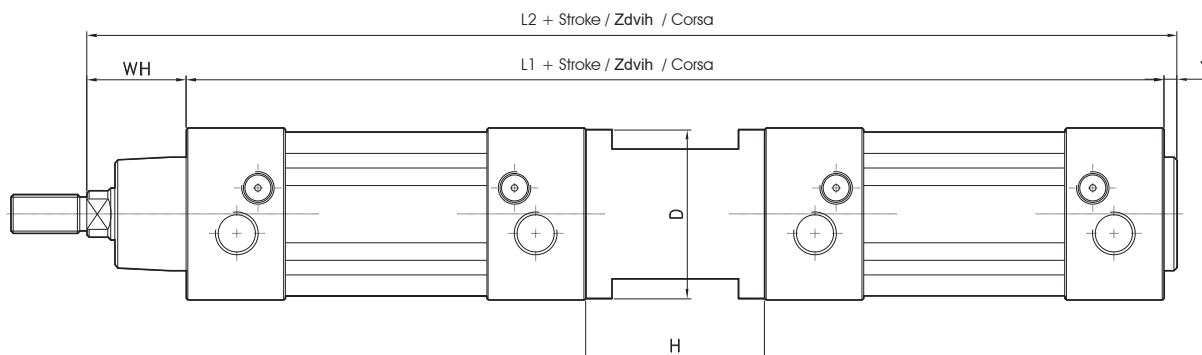 L2 + Stroke / Zdvih / Corsa
WH
L1 + Stroke / Zdvih / Corsa
D
H